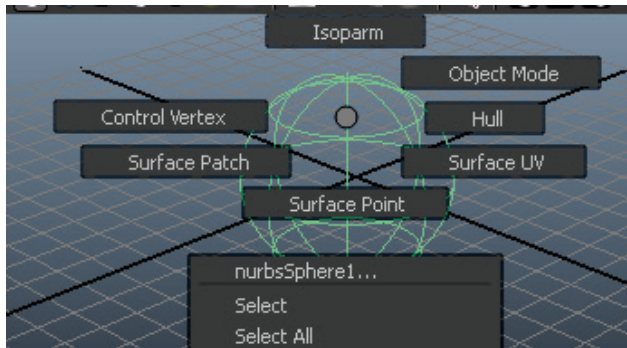 Isoparm
Object Mode
Control Vertex
Hull
Surface Patch
Surface UV
Surface Point
nurbsSphere1...
Select
Select All